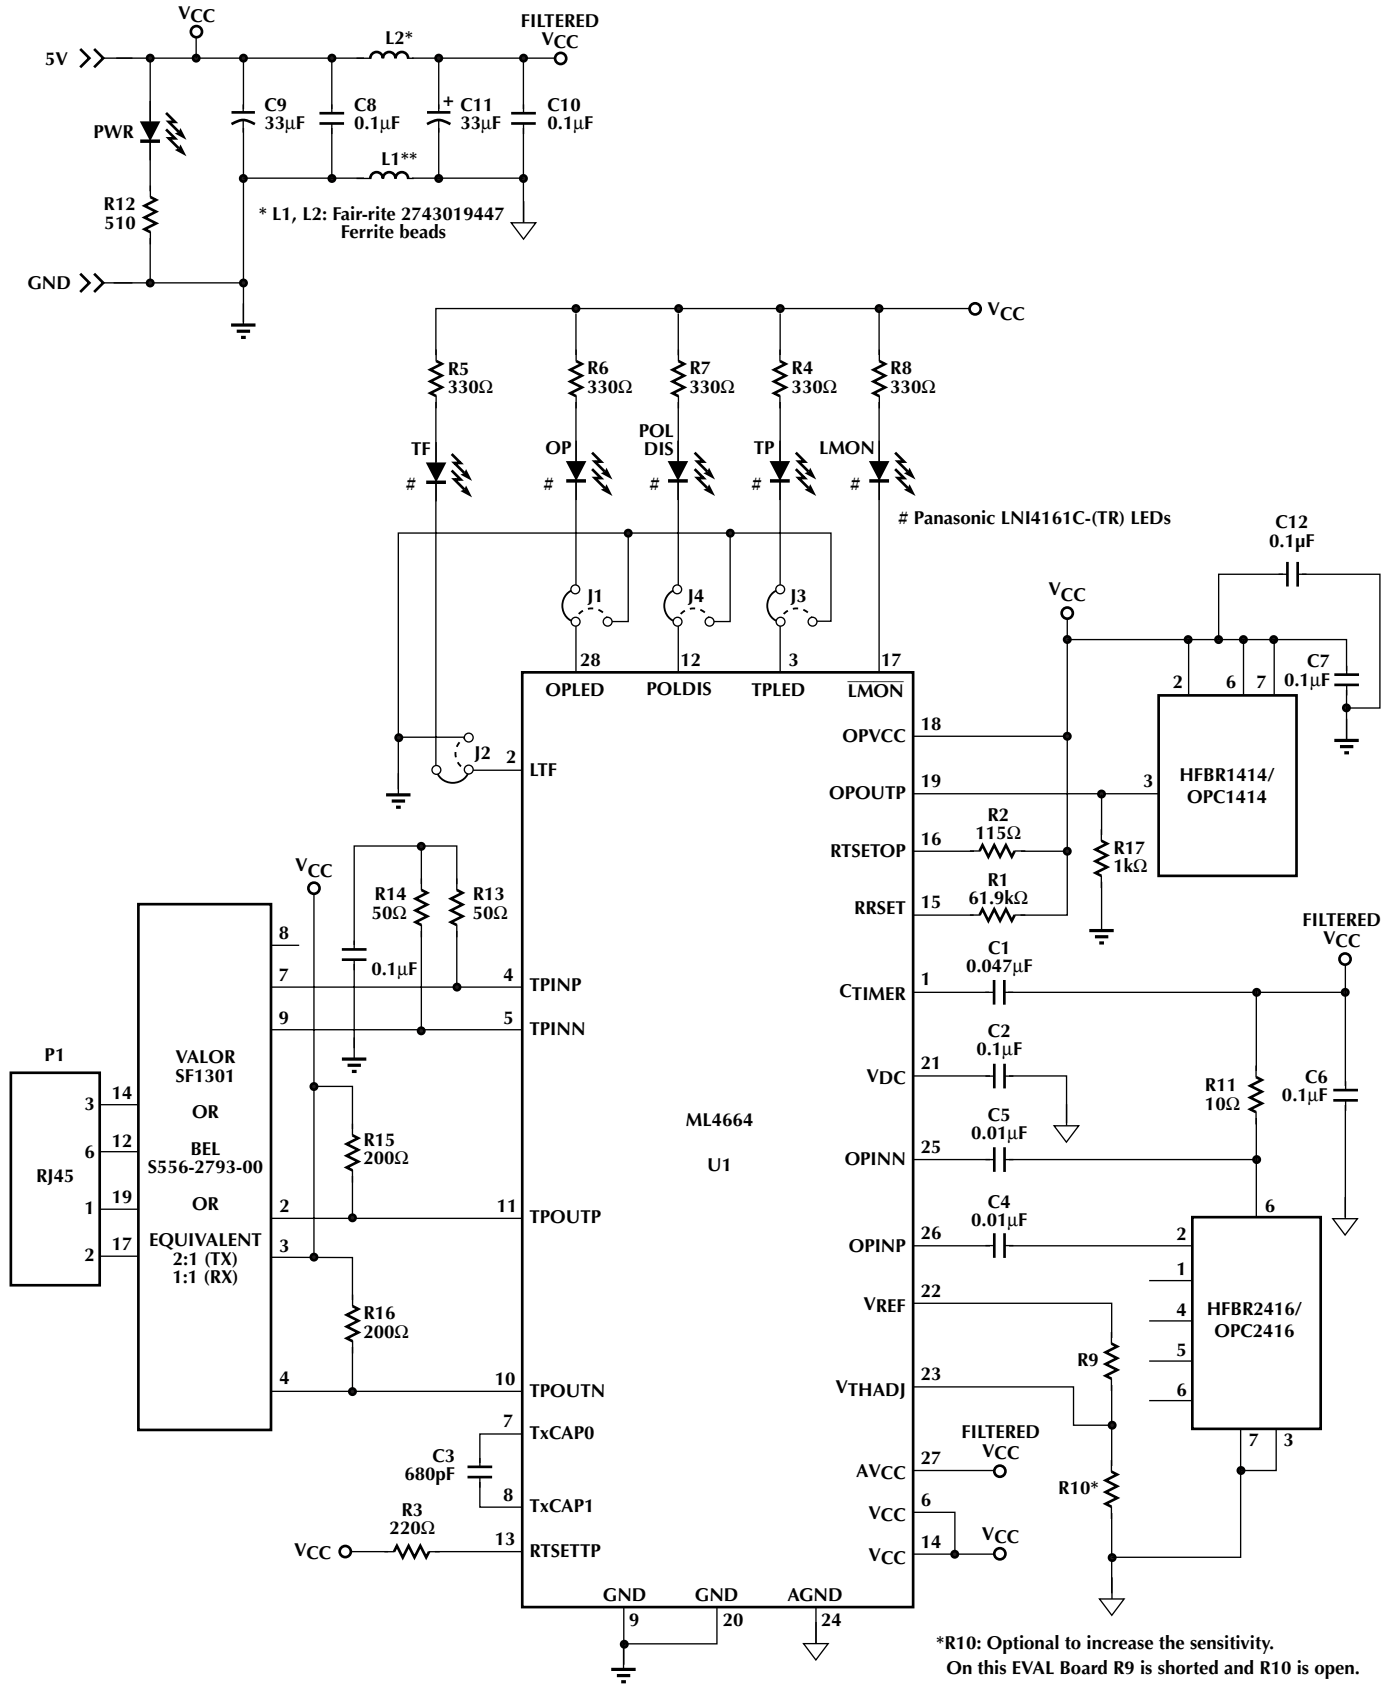 VCC
FILTERED
VCC
L2*
5V
C9
33µF
C8
0.1µF
+
C11
33µF
C10
0.1µF
PWR
L1**
R12
510
* L1, L2: Fair-rite 2743019447
Ferrite beads
GND
VCC
R5
330Ω
R6
330Ω
R7
330Ω
R4
330Ω
R8
330Ω
TF
#
OP
#
POL
DIS
#
TP
#
LMON
#
# Panasonic LNI4161C-(TR) LEDs
C12
0.1µF
J1
J4
J3
VCC
28
12
3
17
OPLED
POLDIS
TPLED
LMON
2
6
7
C7
0.1µF
J2
2
LTF
OPVCC
18
OPOUTP
19
3
HFBR1414/
OPC1414
R2
115Ω
RTSETOP
16
R17
1kΩ
R1
61.9kΩ
RRSET
15
VCC
R14
50Ω
R13
50Ω
0.1µF
8
7
4
TPINP
9
5
TPINN
C1
0.047µF
CTIMER
1
FILTERED
VCC
C2
0.1µF
VDC
21
R11
10Ω
C6
0.1µF
P1
RJ45
3
14
6
12
1
19
2
17
VALOR
SF1301
OR
BEL
S556-2793-00
OR
EQUIVALENT
2:1 (TX)
1:1 (RX)
ML4664
U1
C5
0.01µF
OPINN
25
R15
200Ω
2
11
TPOUTP
3
R16
200Ω
4
10
TPOUTN
C4
0.01µF
OPINP
26
6
2
1
4
5
6
7
3
HFBR2416/
OPC2416
VREF
22
R9
VTHADJ
23
R10*
7
TxCAP0
C3
680pF
8
TxCAP1
FILTERED
VCC
AVCC
27
VCC
6
VCC
14
VCC
R3
220Ω
VCC
13
RTSETTP
GND
GND
AGND
9
20
24
*R10: Optional to increase the sensitivity.
On this EVAL Board R9 is shorted and R10 is open.